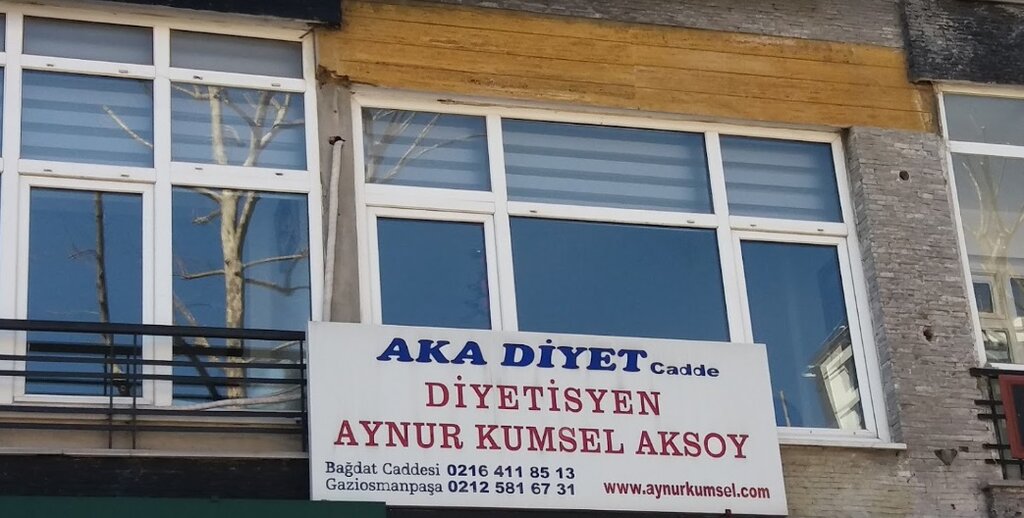 AKA DİYET Cadde
DİYETİSYEN
AYNUR KUMSEL AKSOY
Bağdat Caddesi 0216 411 85 13
Gaziosmanpaşa 0212 581 67 31
www.aynurkumsel.com